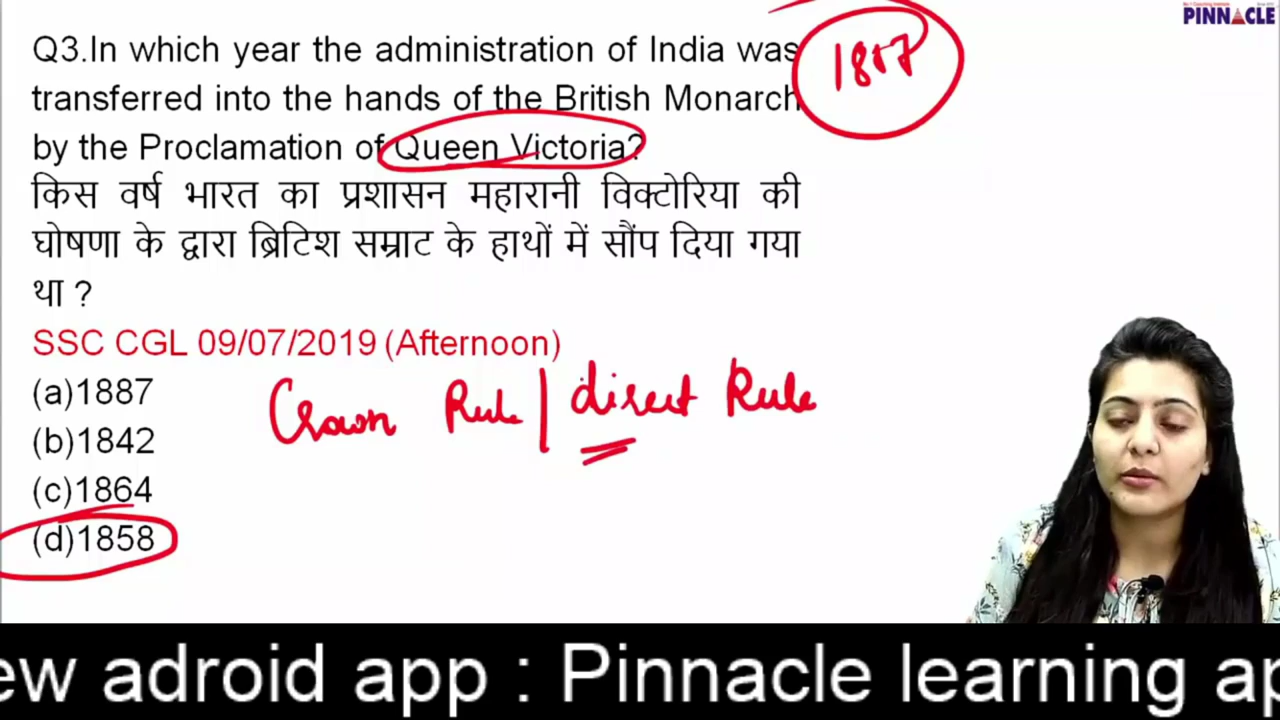 PINNACLE
Q3.In which year the administration of India was
1857
transferred into the hands of the British Monarch
by the Proclamation of Queen Victoria?
किस वर्ष भारत का प्रशासन महारानी विक्टोरिया की
घोषणा के द्वारा ब्रिटिश सम्राट के हाथों में सौंप दिया गया
था ?
SSC CGL 09/07/2019 (Afternoon)
(a)1887
Crown Rule | direct Rule
(b)1842
(c)1864
(d)1858
ew adroid app : Pinnacle learning ap